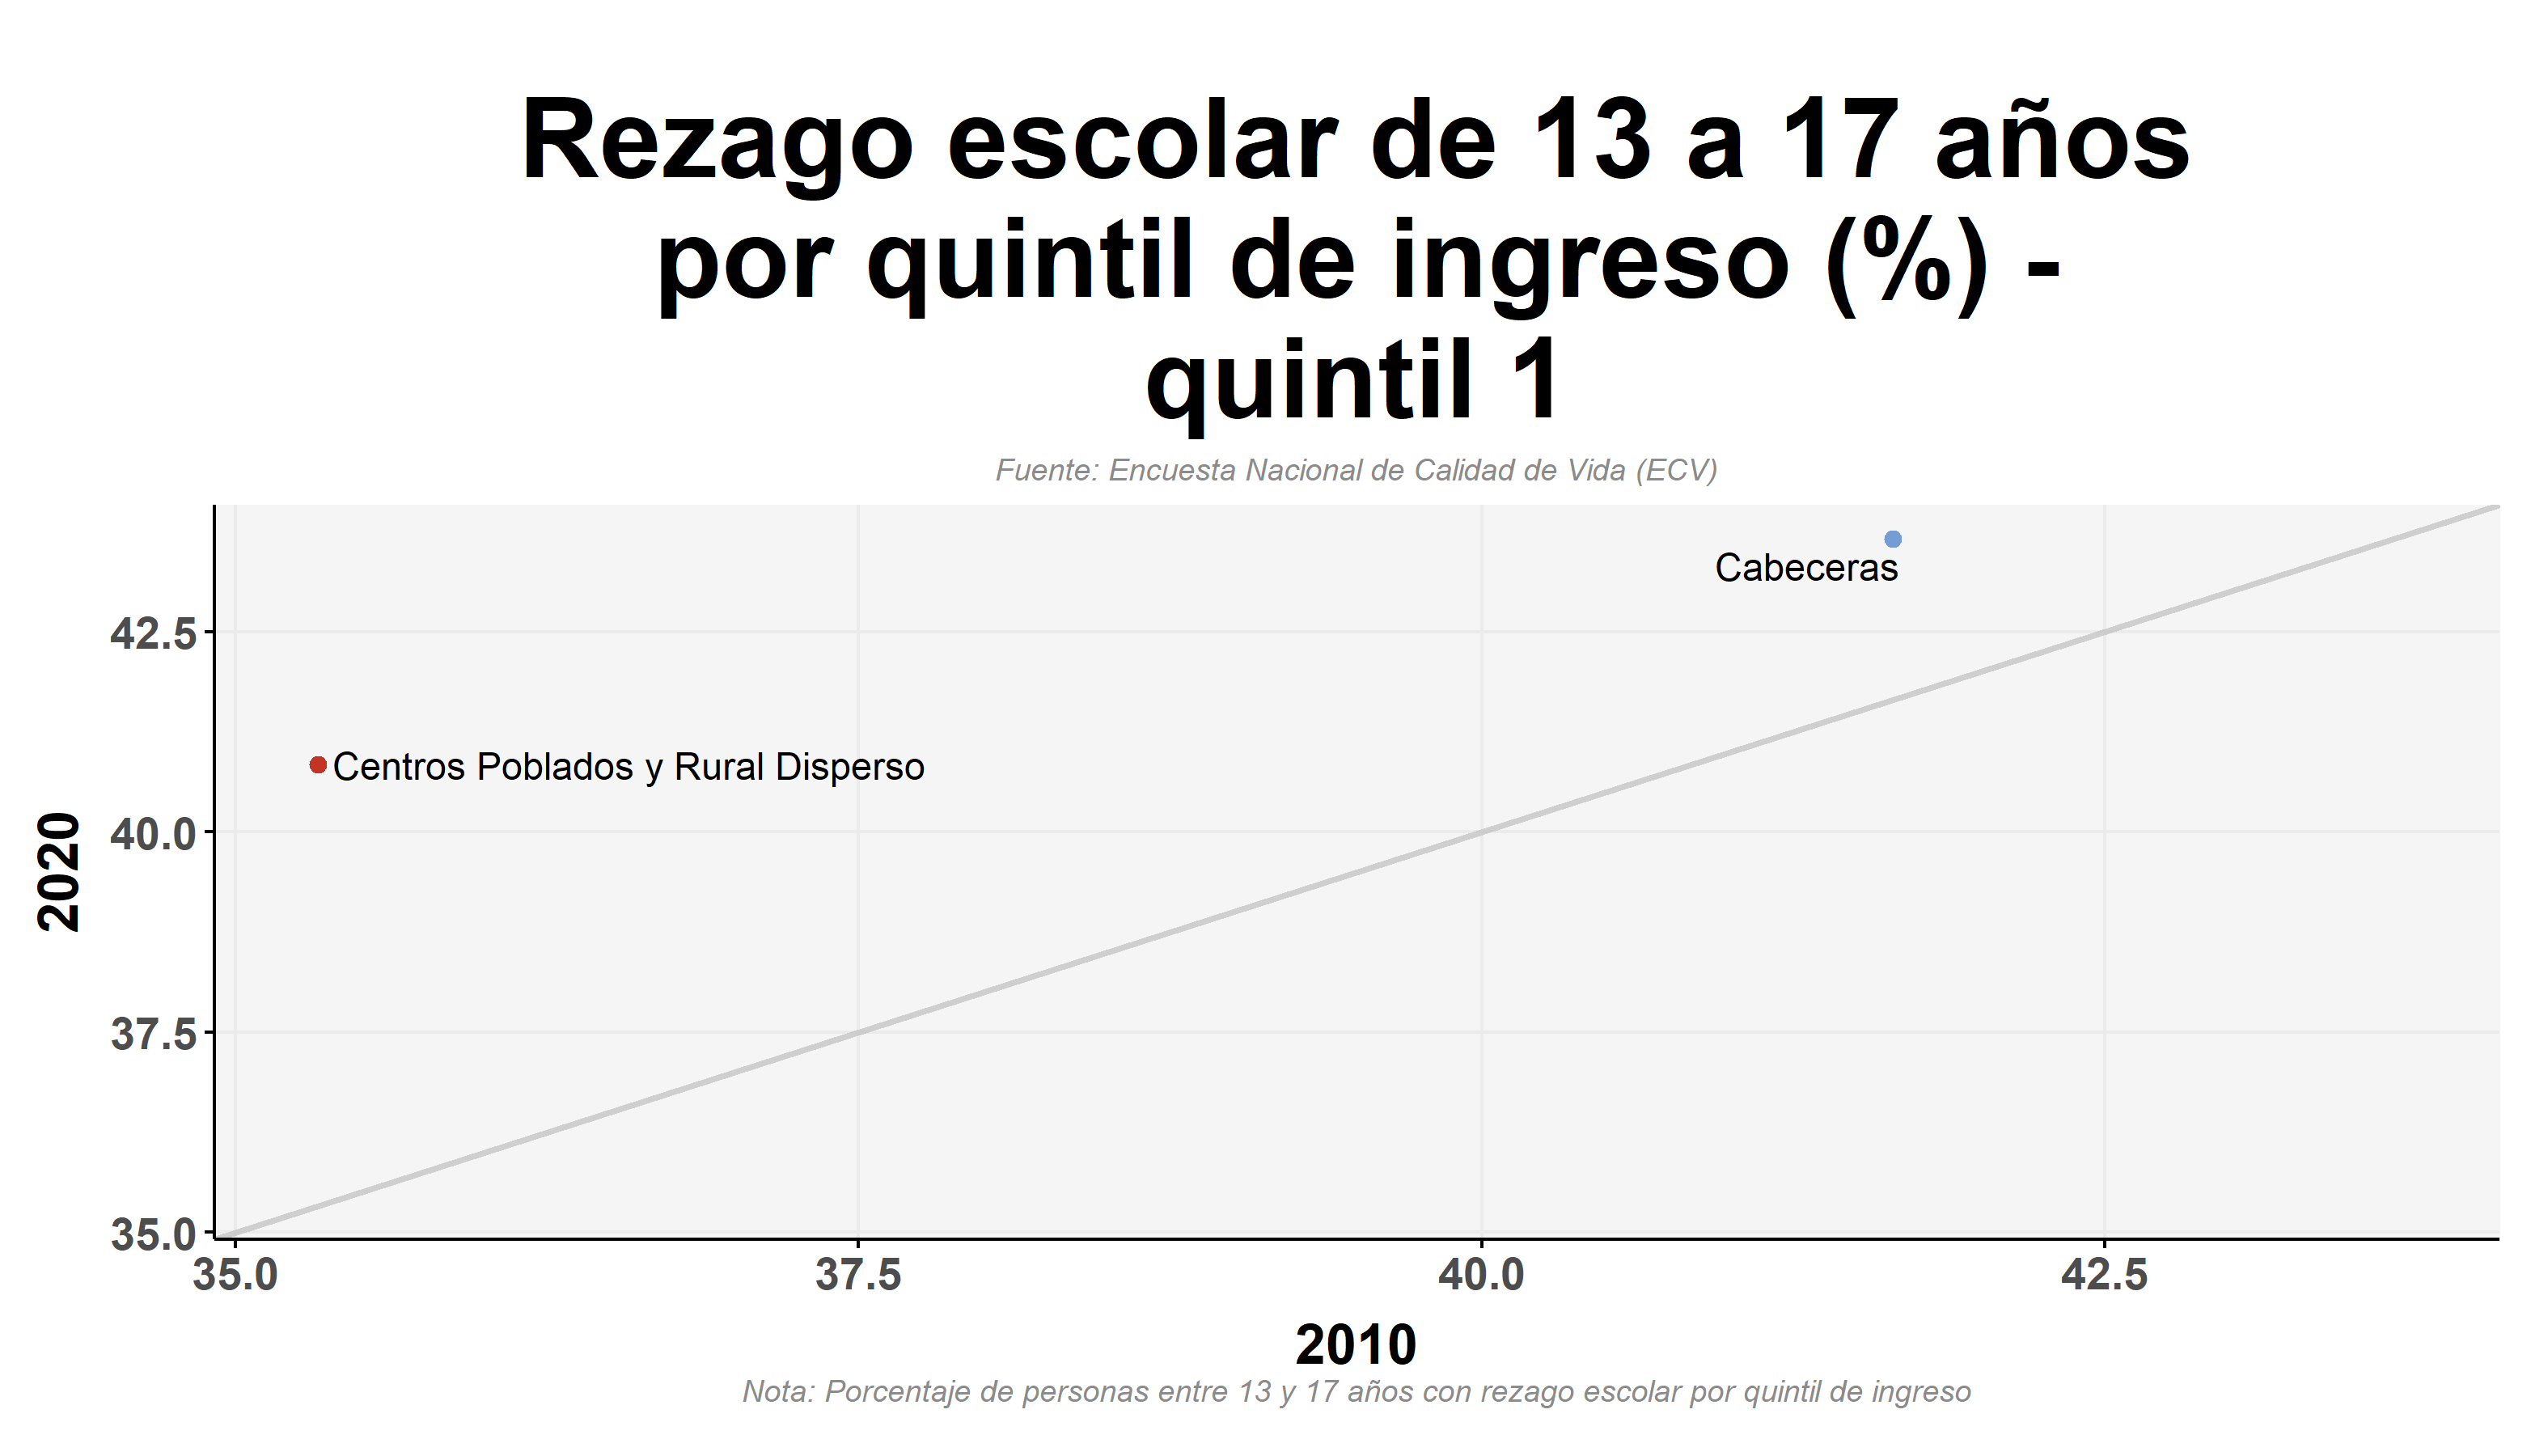 Rezago escolar de 13 a 17 años
por quintil de ingreso (%) -
quintil 1
Fuente: Encuesta Nacional de Calidad de Vida (ECV)
Cabeceras
42.5
Centros Poblados y Rural Disperso
40.0
2020
37.5
35.0
35.0 37.5 40.0 42.5
2010
Nota: Porcentaje de personas entre 13 y 17 años con rezago escolar por quintil de ingreso